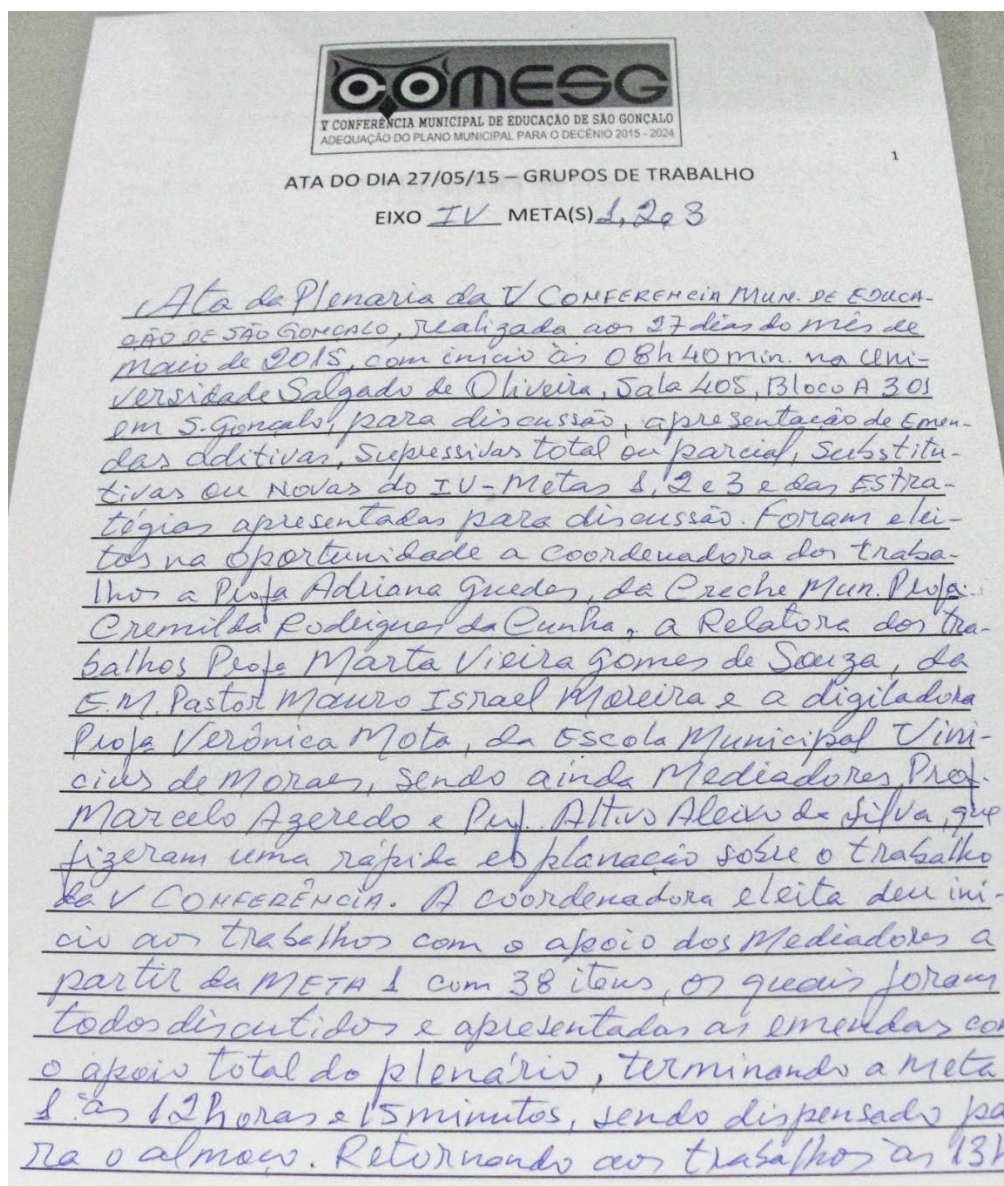 COMESG
V CONFERÊNCIA MUNICIPAL DE EDUCAÇÃO DE SÃO GONÇALO
ADEQUAÇÃO DO PLANO MUNICIPAL PARA O DECÊNIO 2015 - 2024
1
ATA DO DIA 27/05/15 – GRUPOS DE TRABALHO
EIXO IV META(S) 1, 2 e 3
Ata da Plenaria da V CONFERENCIA MUN. DE EDUCA-
ÇÃO DE SÃO GONÇALO, realizada aos 27 dias do mês de
maio de 2015, com início às 08h40min. na Uni-
versidade Salgado de Oliveira, Sala 405, Bloco A 301
em S. Gonçalo, para discussão, apresentação de Emen-
das aditivas, Supressivas total ou parcial, Substitu-
tivas ou Novas do IV - Metas 1, 2 e 3 e das ESTRA-
tégias apresentadas para discussão. Foram elei-
tos na oportunidade a coordenadora dos traba-
lhos a Profa Adriana Guedes, da Creche Mun. Profa.
Cremilda Rodrigues da Cunha, a Relatora dos tra-
balhos Profa Marta Vieira Gomes de Souza, da
E.M. Pastor Mauro Israel Moreira e a digitadora
Profa Verônica Mota, da Escola Municipal Vini-
cius de Moraes, sendo ainda Mediadores, Prof.
Marcelo Azeredo e Prof. Altivo Aleixo da Silva, que
fizeram uma rápida explanação sobre o trabalho
da V CONFERÊNCIA. A coordenadora eleita deu iní-
cio aos trabalhos com o apoio dos Mediadores a
partir da META 1 com 38 itens, os quais foram
todos discutidos e apresentadas as emendas co
o apoio total do plenário, terminando a Meta
1 às 12 horas e 15 minutos, sendo dispensado pa
ra o almoço. Retornando aos trabalhos às 13h